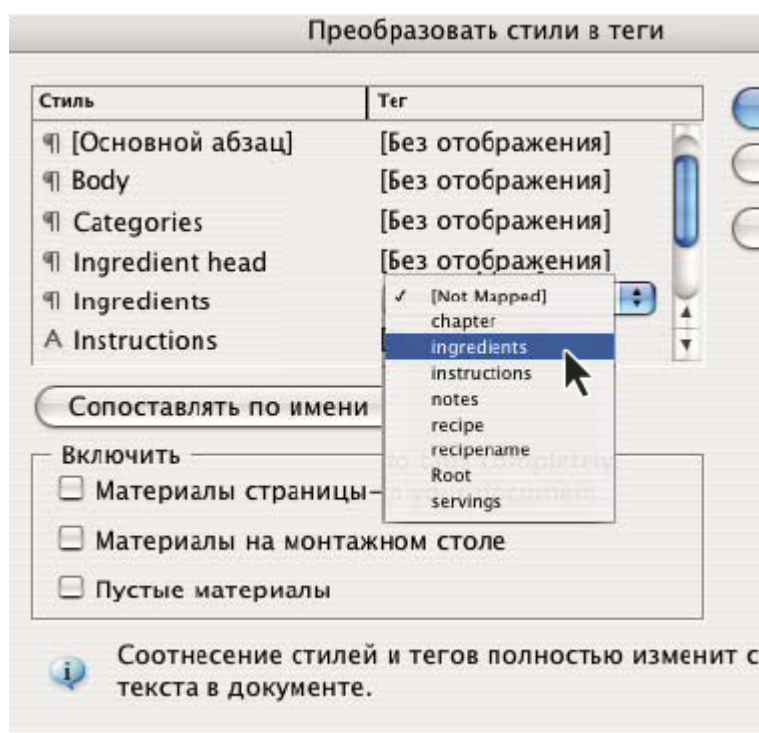 Преобразовать стили в теги
Стиль Тег
[Основной абзац] [Без отображения]
Body [Без отображения]
Categories [Без отображения]
Ingredient head [Без отображения]
Ingredients
A Instructions
✓ [Not Mapped]
chapter
ingredients
instructions
notes
recipe
recipename
Root
servings
Сопоставлять по имени
Включить
Материалы страницы-
Материалы на монтажном столе
Пустые материалы
Соотнесение стилей и тегов полностью изменит с
текста в документе.